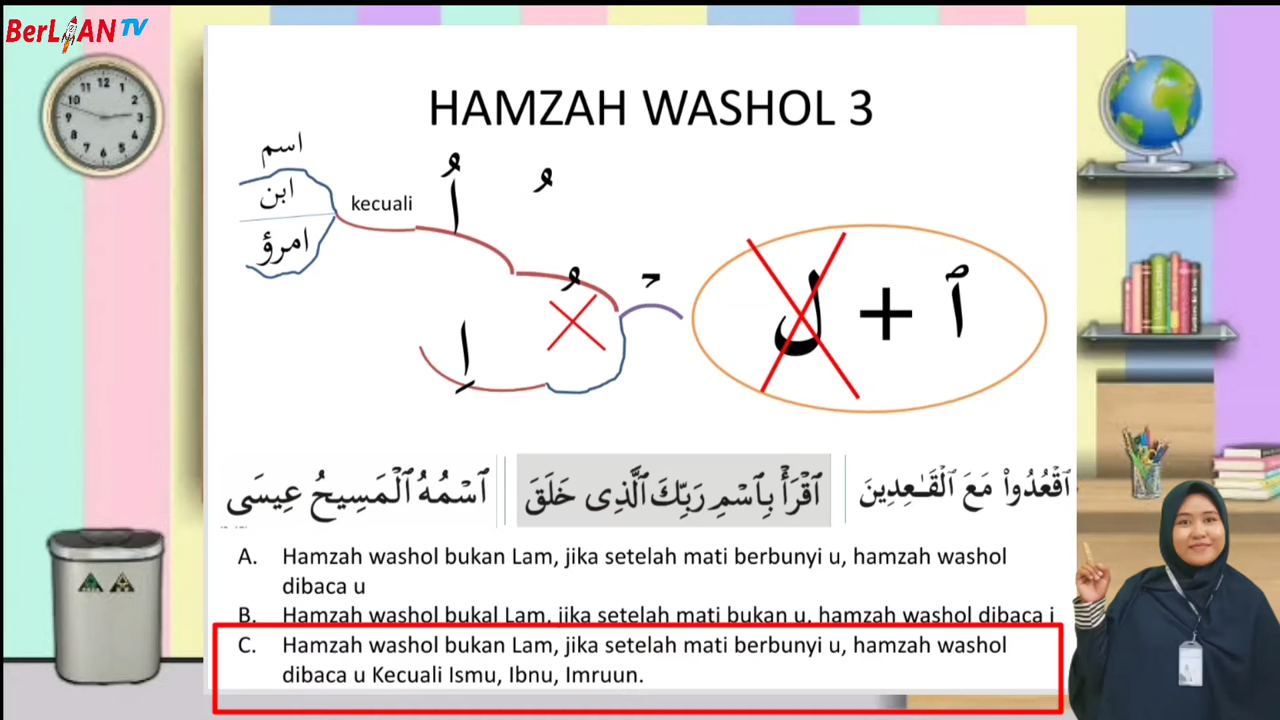 BerLIAN TV
HAMZAH WASHOL 3
اسم
ابن
امرؤ
kecuali
أُ
ُ
ُ
ْ
اِ
ٱ + ل
ٱسْمُهُ ٱلْمَسِيحُ عِيسَى
ٱقْرَأْ بِٱسْمِ رَبِّكَ ٱلَّذِى خَلَقَ
ٱقْعُدُوا۟ مَعَ ٱلْقَـٰعِدِينَ
A. Hamzah washol bukan Lam, jika setelah mati berbunyi u, hamzah washol
dibaca u
B. Hamzah washol bukal Lam, jika setelah mati bukan u, hamzah washol dibaca i
C. Hamzah washol bukan Lam, jika setelah mati berbunyi u, hamzah washol
dibaca u Kecuali Ismu, Ibnu, Imruun.